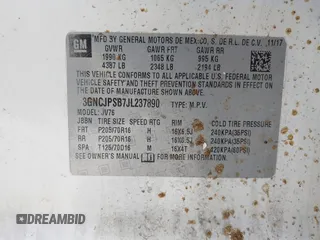 GM
MFD BY GENERAL MOTORS DE MEXICO, S. DE R.L. DE C.V. 11/17
GVWR GAWR FRT GAWR RR
1990 KG 1065 KG 995 KG
4387 LB 2348 LB 2194 LB
THIS VEHICLE CONFORMS TO ALL APPLICABLE U.S. FEDERAL MOTOR
VEHICLE SAFETY AND THEFT PREVENTION STANDARDS IN EFFECT
ON THE DATE OF MANUFACTURE SHOWN ABOVE.
3GNCJPSB7JL237890 TYPE: M.P.V.
MODEL: JV76
TIRE SIZE SPEED RTG RIM COLD TIRE PRESSURE
FRT P205/70R16 H 16X6.5J 240KPA(35PSI)
RR P205/70R16 H 16X6.5J 240KPA(35PSI)
SPA T125/70D16 M 16X4T 420KPA(60PSI)
DREAMBID